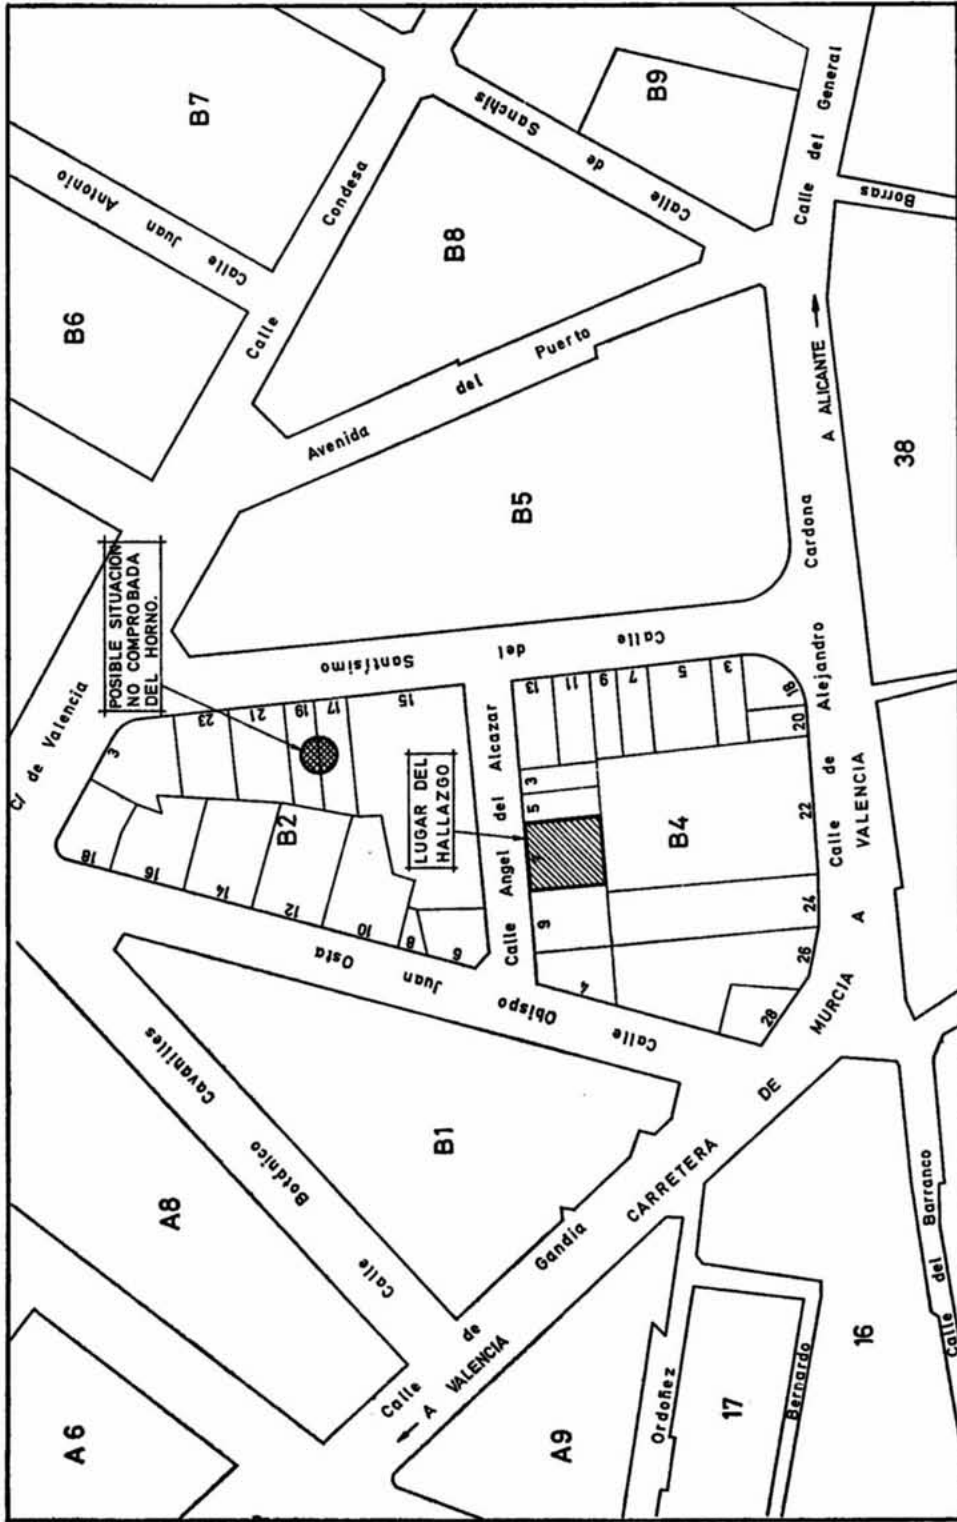 A6
A8
C/ de Valencia
B6
Calle Juan Antonio
B7
POSIBLE SITUACION
NO COMPROBADA
DEL HORNO.
Calle Condesa
Calle Botánico Cavanilles
18
16
14
12
10
8
6
B2
3
23
21
19
17
15
B8
B9
Calle de Sanchis
Avenida del Puerto
Calle del Santísimo
B5
B1
Calle Obispo Juan Osta
LUGAR DEL
HALLAZGO
Calle Angel del Alcazar
4
9
5
3
13
11
9
7
5
3
18
20
22
24
26
28
B4
Calle de Gandia
A VALENCIA
CARRETERA DE MURCIA A VALENCIA
Calle de Alejandro Cardona
A ALICANTE
Calle del General
Borras
38
A9
Ordoñez
17
Bernardo
16
Calle del Barranco